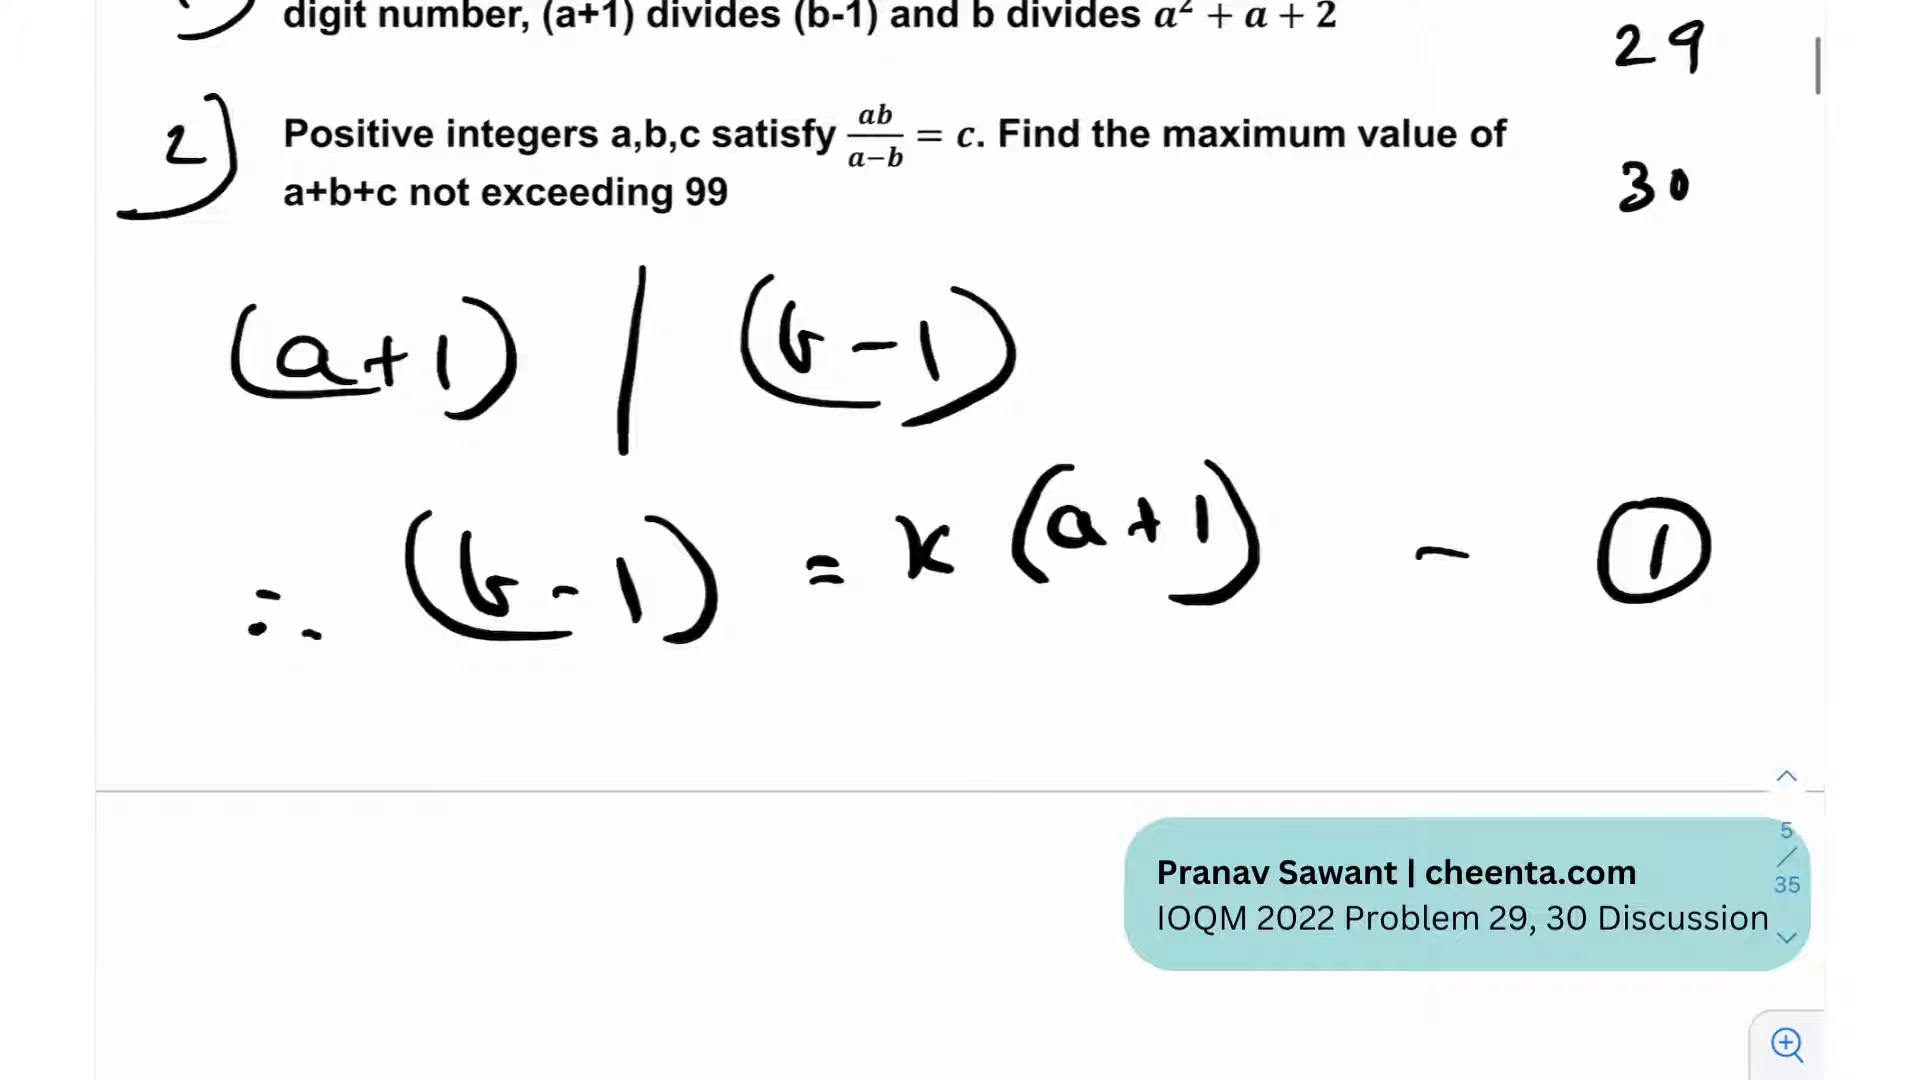 digit number, (a+1) divides (b-1) and b divides a² + a + 2
29
2)
Positive integers a,b,c satisfy ab/(a−b) = c. Find the maximum value of
a+b+c not exceeding 99
30
(a+1) | (b-1)
∴ (b-1) = k (a+1) - ①
5
/
35
Pranav Sawant | cheenta.com
IOQM 2022 Problem 29, 30 Discussion